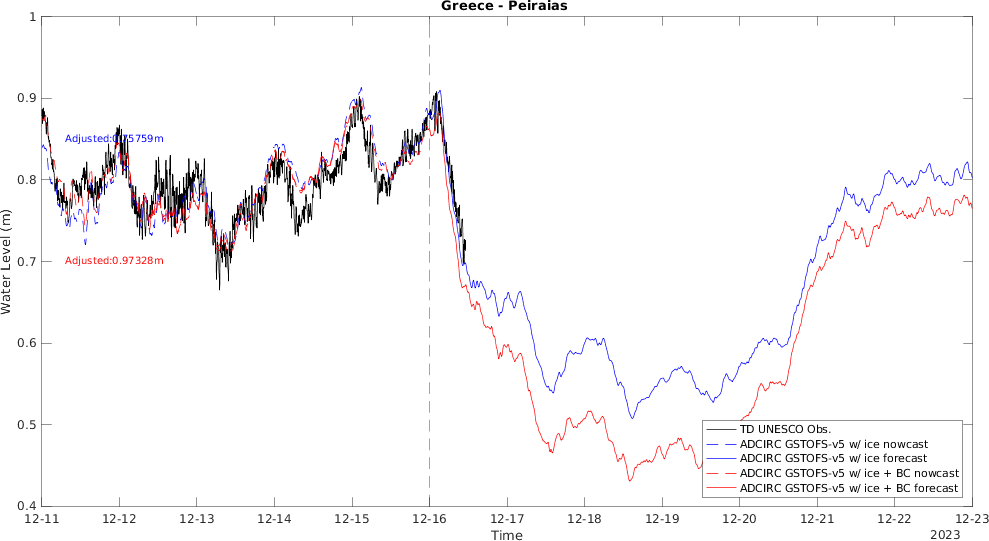 Greece - Peiraias
Water Level (m)
1
0.9
0.8
0.7
0.6
0.5
0.4
Adjusted:0.75759m
Adjusted:0.97328m
TD UNESCO Obs.
ADCIRC GSTOFS-v5 w/ ice nowcast
ADCIRC GSTOFS-v5 w/ ice forecast
ADCIRC GSTOFS-v5 w/ ice + BC nowcast
ADCIRC GSTOFS-v5 w/ ice + BC forecast
12-11 12-12 12-13 12-14 12-15 12-16 12-17 12-18 12-19 12-20 12-21 12-22 12-23
Time
2023